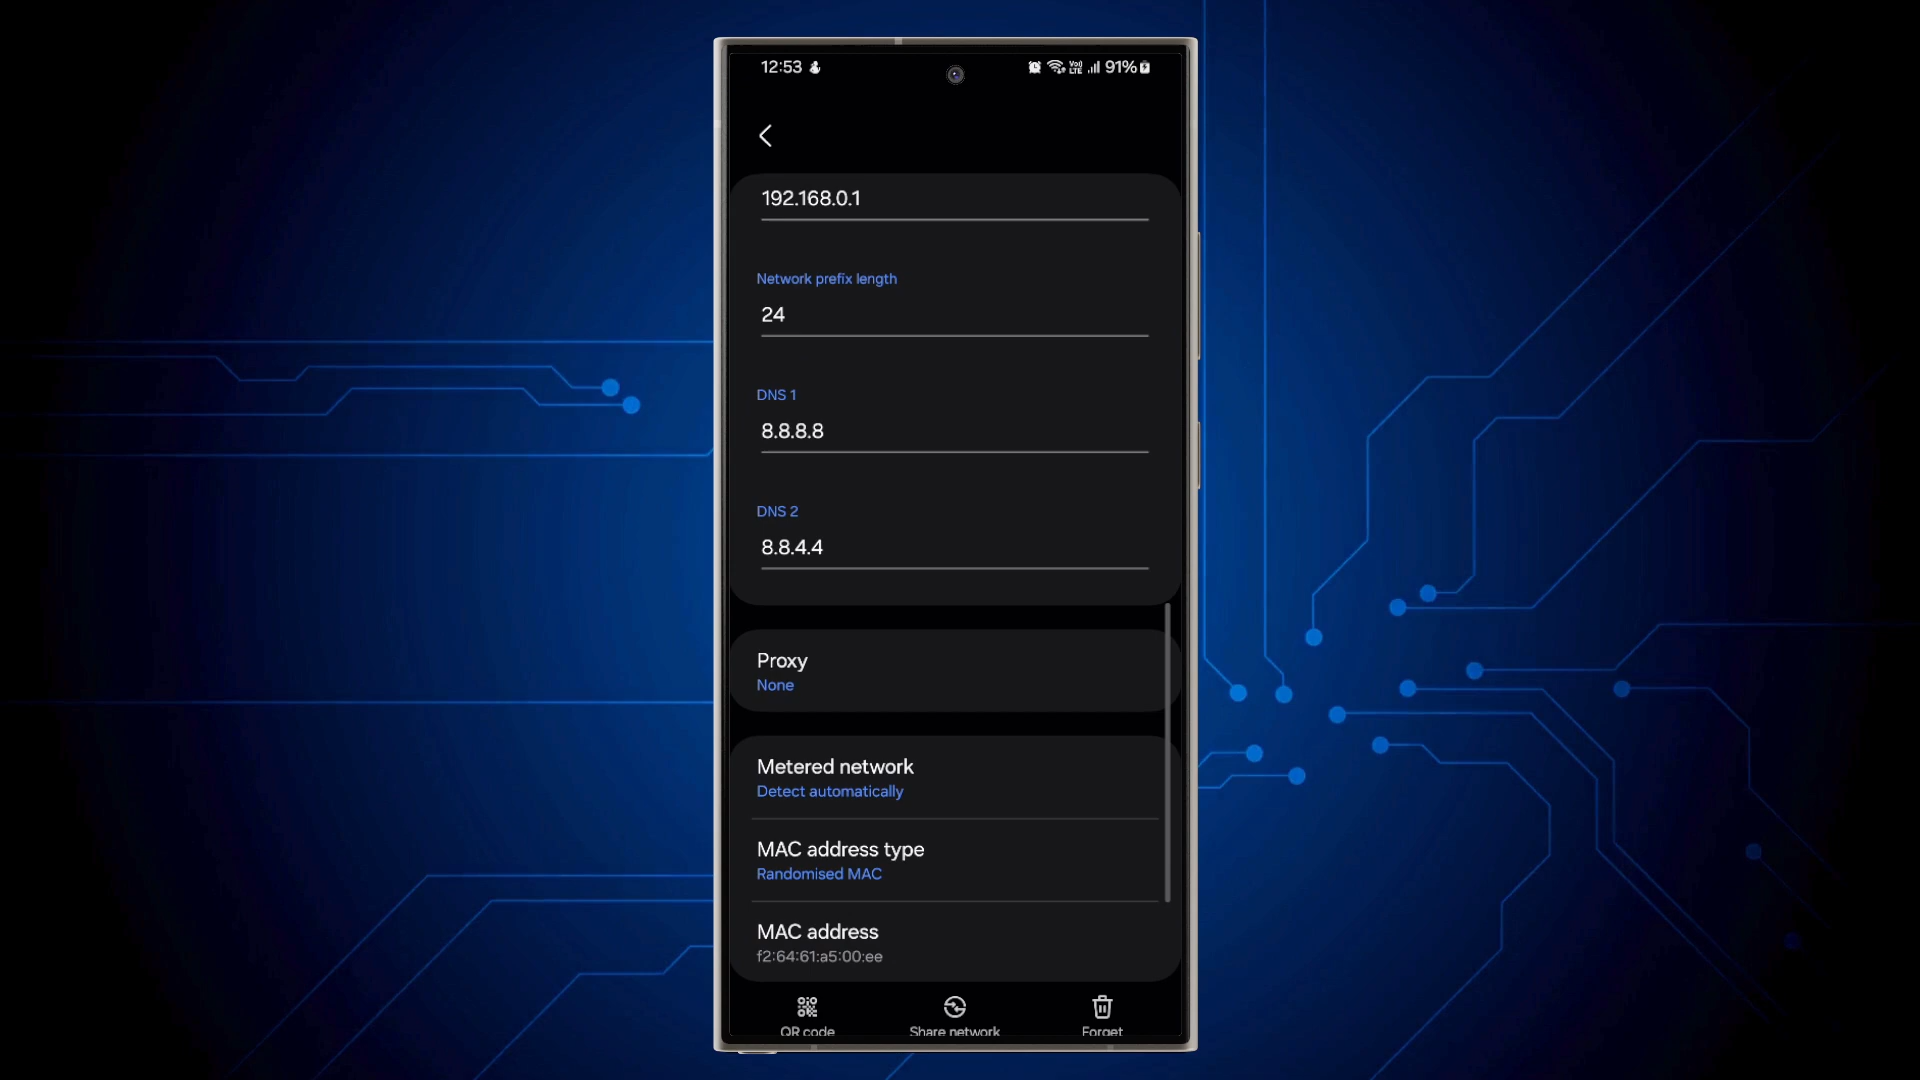 12:53
Vo)) LTE 91%
192.168.0.1
Network prefix length
24
DNS 1
8.8.8.8
DNS 2
8.8.4.4
Proxy
None
Metered network
Detect automatically
MAC address type
Randomised MAC
MAC address
f2:64:61:a5:00:ee
QR code Share network Forget